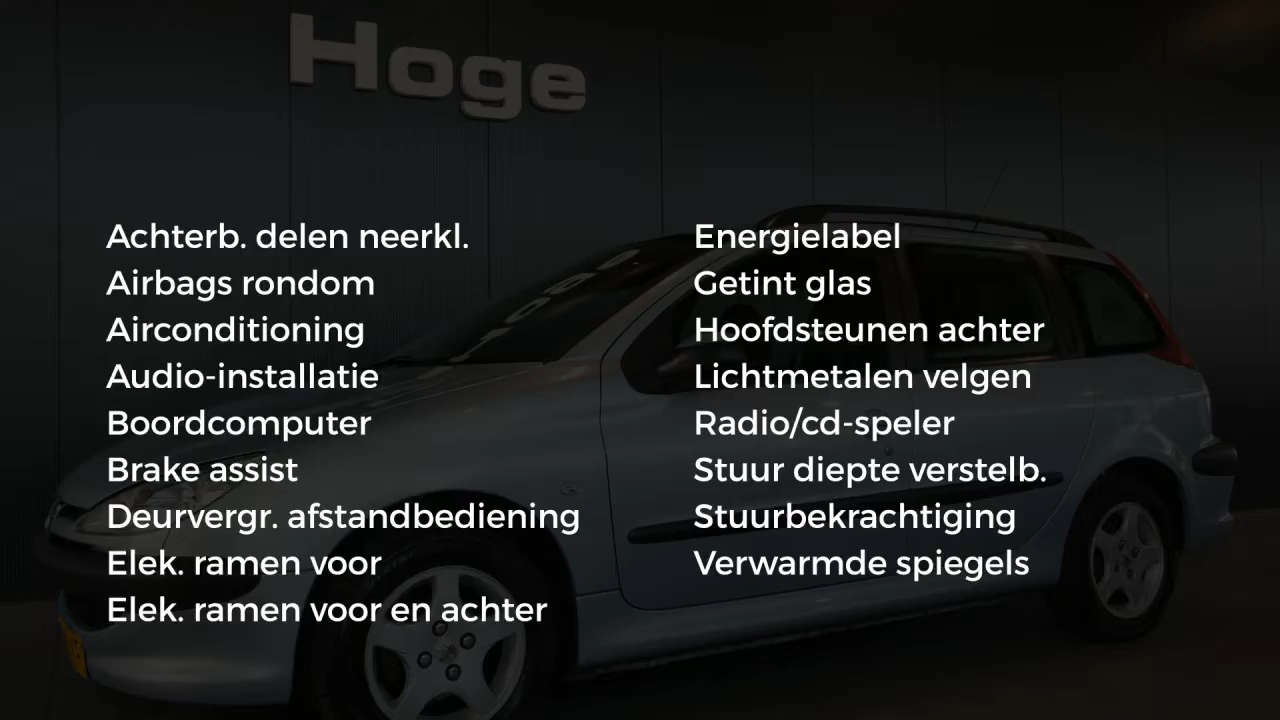 Hoge
Achterb. delen neerkl.
Airbags rondom
Airconditioning
Audio-installatie
Boordcomputer
Brake assist
Deurvergr. afstandbediening
Elek. ramen voor
Elek. ramen voor en achter
Energielabel
Getint glas
Hoofdsteunen achter
Lichtmetalen velgen
Radio/cd-speler
Stuur diepte verstelb.
Stuurbekrachtiging
Verwarmde spiegels